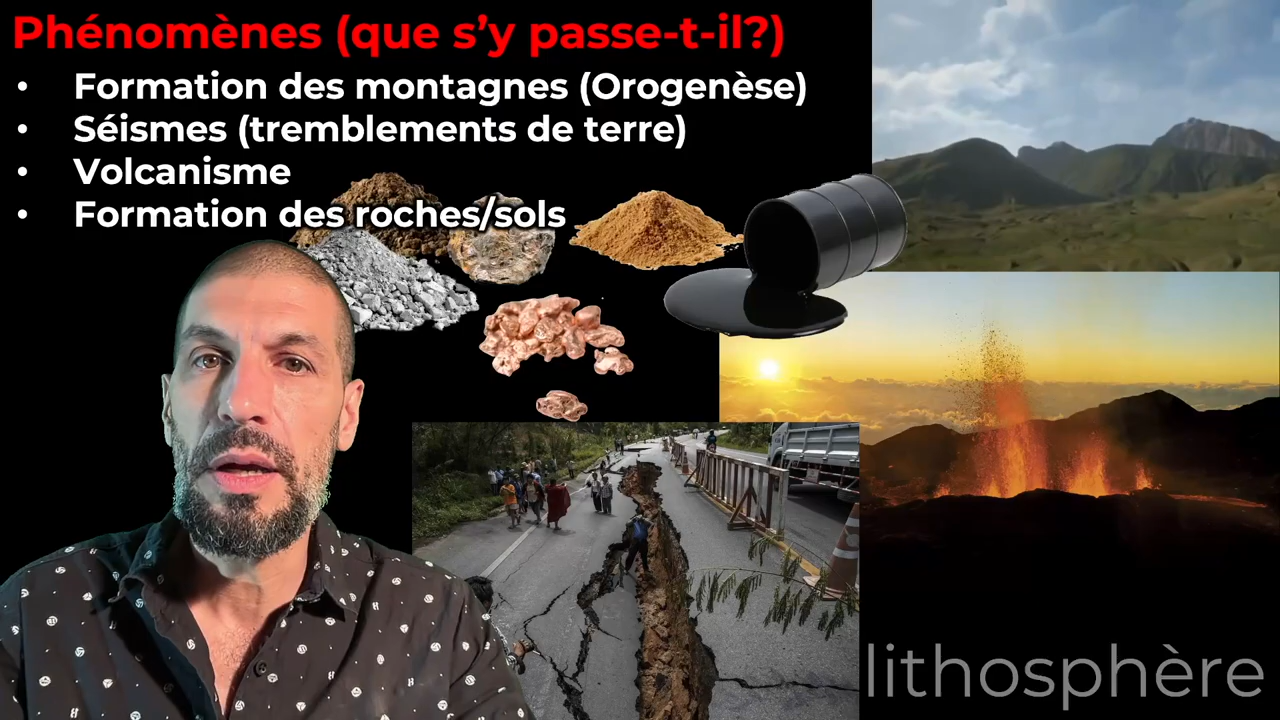 Phénomènes (que s’y passe-t-il?)
• Formation des montagnes (Orogenèse)
• Séismes (tremblements de terre)
• Volcanisme
• Formation des roches/sols
lithosphère